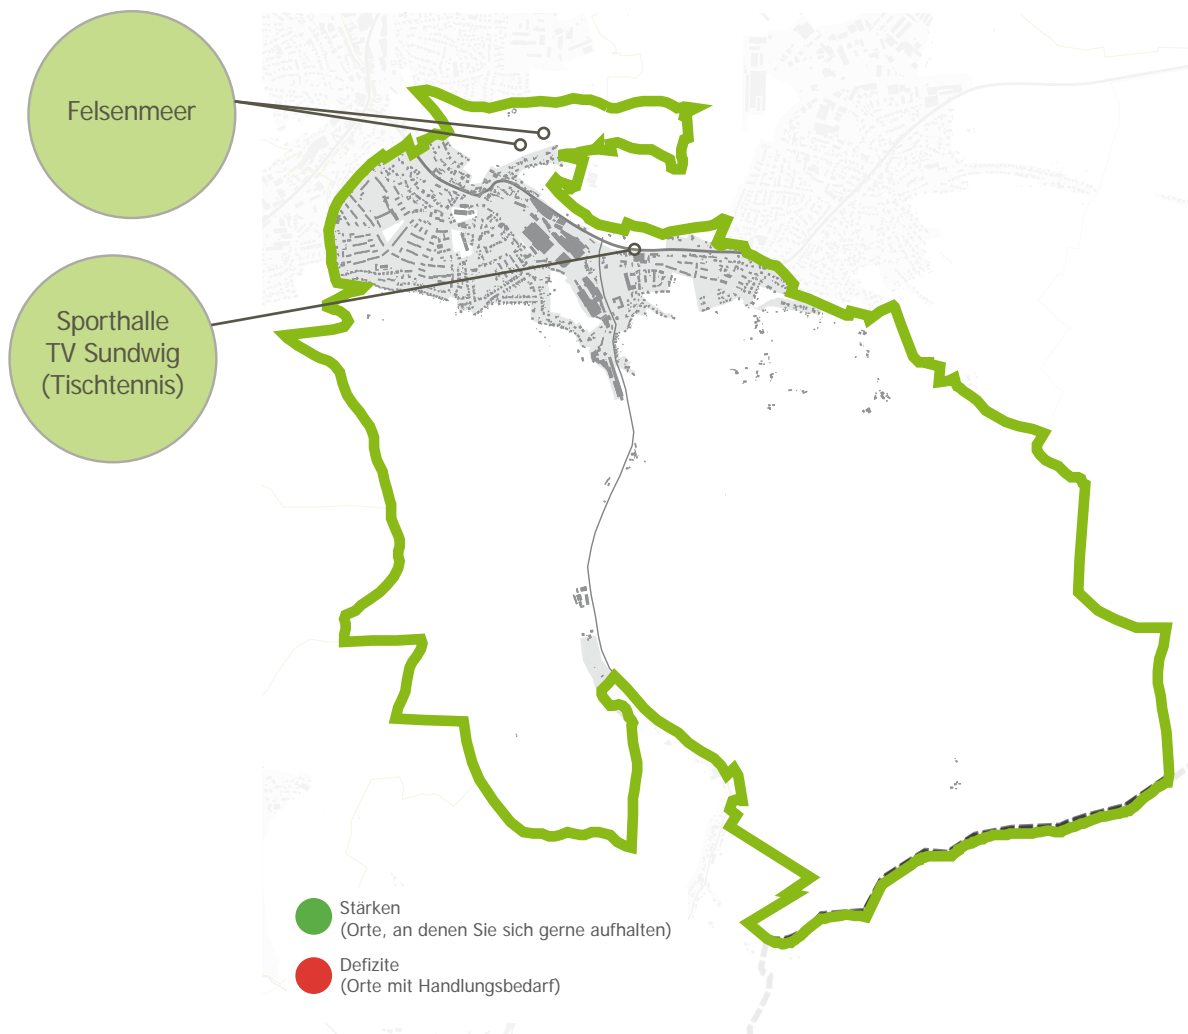 Felsenmeer
Sporthalle
TV Sundwig
(Tischtennis)
Stärken
(Orte, an denen Sie sich gerne aufhalten)
Defizite
(Orte mit Handlungsbedarf)